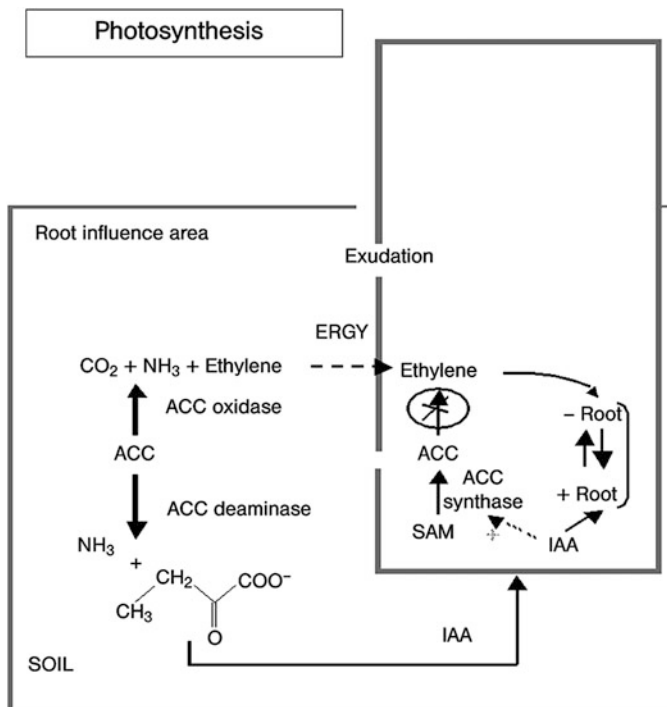 Photosynthesis
Root influence area
Exudation
ERGY
CO₂ + NH₃ + Ethylene
Ethylene
ACC oxidase
– Root
ACC
ACC
ACC
synthase
+ Root
ACC deaminase
SAM
+
IAA
NH₃
+
CH₂
COO⁻
CH₃
O
IAA
SOIL